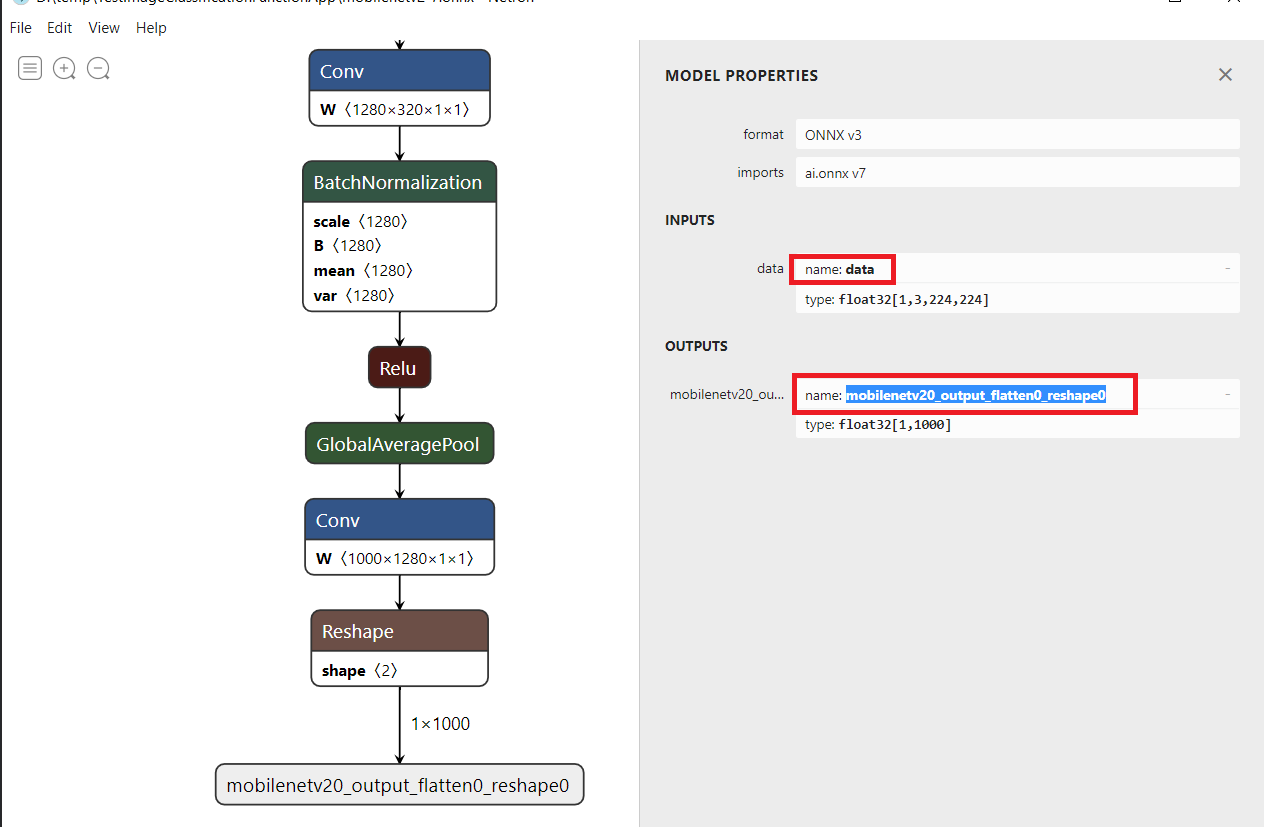 File Edit View Help
Conv
W 〈1280×320×1×1〉
BatchNormalization
scale 〈1280〉
B 〈1280〉
mean 〈1280〉
var 〈1280〉
Relu
GlobalAveragePool
Conv
W 〈1000×1280×1×1〉
Reshape
shape 〈2〉
1×1000
mobilenetv20_output_flatten0_reshape0
MODEL PROPERTIES
format ONNX v3
imports ai.onnx v7
INPUTS
data name: data -
type: float32[1,3,224,224]
OUTPUTS
mobilenetv20_ou... name: mobilenetv20_output_flatten0_reshape0 -
type: float32[1,1000]